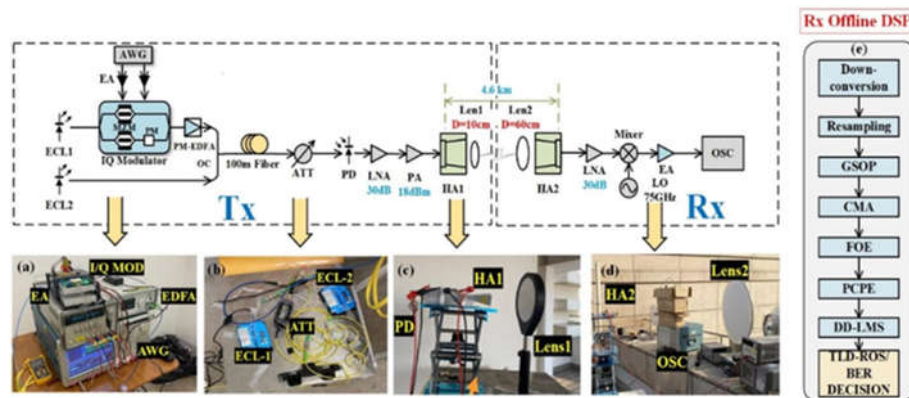 Rx Offline DSP
AWG
EA
MZM
PM
IQ Modulator
ECL1
ECL2
PM-EDFA
OC
100m Fiber
ATT
PD
LNA
30dB
PA
18dBm
HA1
Len1
D=10cm
4.6 km
Len2
D=60cm
HA2
LNA
30dB
Mixer
EA
LO
75GHz
OSC
Tx
Rx
(a)
I/Q MOD
EA
EDFA
AWG
(b)
ECL-2
ATT
ECL-1
(c)
HA1
PD
Lens1
(d)
HA2
Lens2
OSC
(e)
Down-
conversion
Resampling
GSOP
CMA
FOE
PCPE
DD-LMS
TLD-ROS/
BER
DECISION